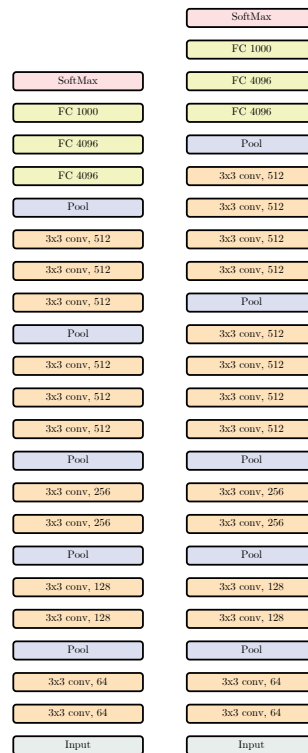 SoftMax
FC 1000
FC 4096
FC 4096
Pool
3x3 conv, 512
3x3 conv, 512
3x3 conv, 512
Pool
3x3 conv, 512
3x3 conv, 512
3x3 conv, 512
Pool
3x3 conv, 256
3x3 conv, 256
Pool
3x3 conv, 128
3x3 conv, 128
Pool
3x3 conv, 64
3x3 conv, 64
Input
SoftMax
FC 1000
FC 4096
FC 4096
Pool
3x3 conv, 512
3x3 conv, 512
3x3 conv, 512
3x3 conv, 512
Pool
3x3 conv, 512
3x3 conv, 512
3x3 conv, 512
3x3 conv, 512
Pool
3x3 conv, 256
3x3 conv, 256
Pool
3x3 conv, 128
3x3 conv, 128
Pool
3x3 conv, 64
3x3 conv, 64
Input